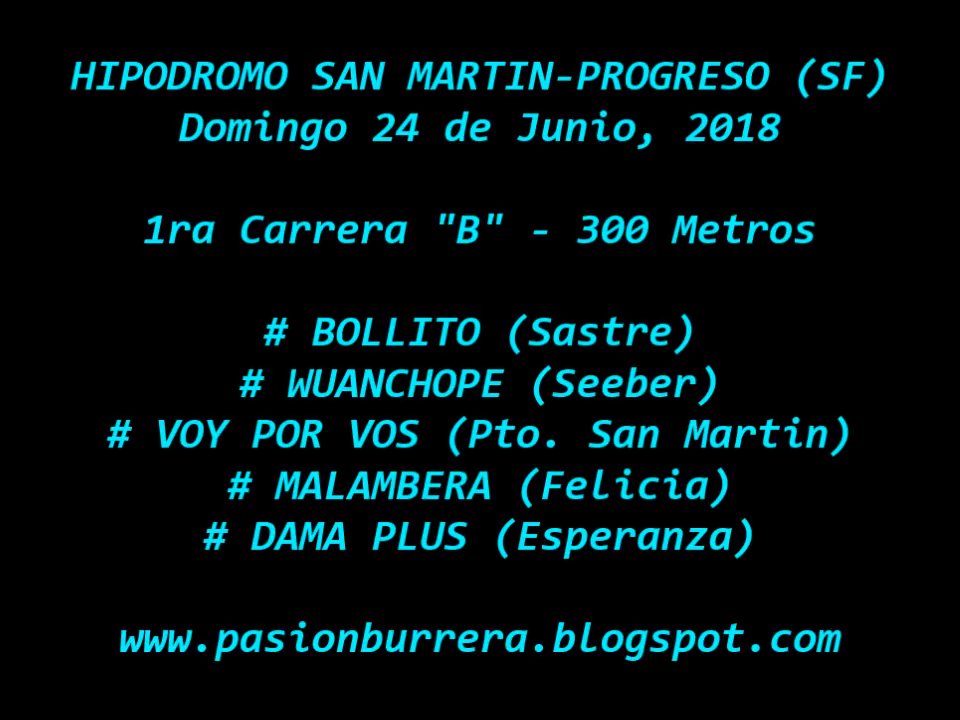 HIPODROMO SAN MARTIN-PROGRESO (SF)
Domingo 24 de Junio, 2018
1ra Carrera "B" - 300 Metros
# BOLLITO (Sastre)
# WUANCHOPE (Seeber)
# VOY POR VOS (Pto. San Martin)
# MALAMBERA (Felicia)
# DAMA PLUS (Esperanza)
www.pasionburrera.blogspot.com